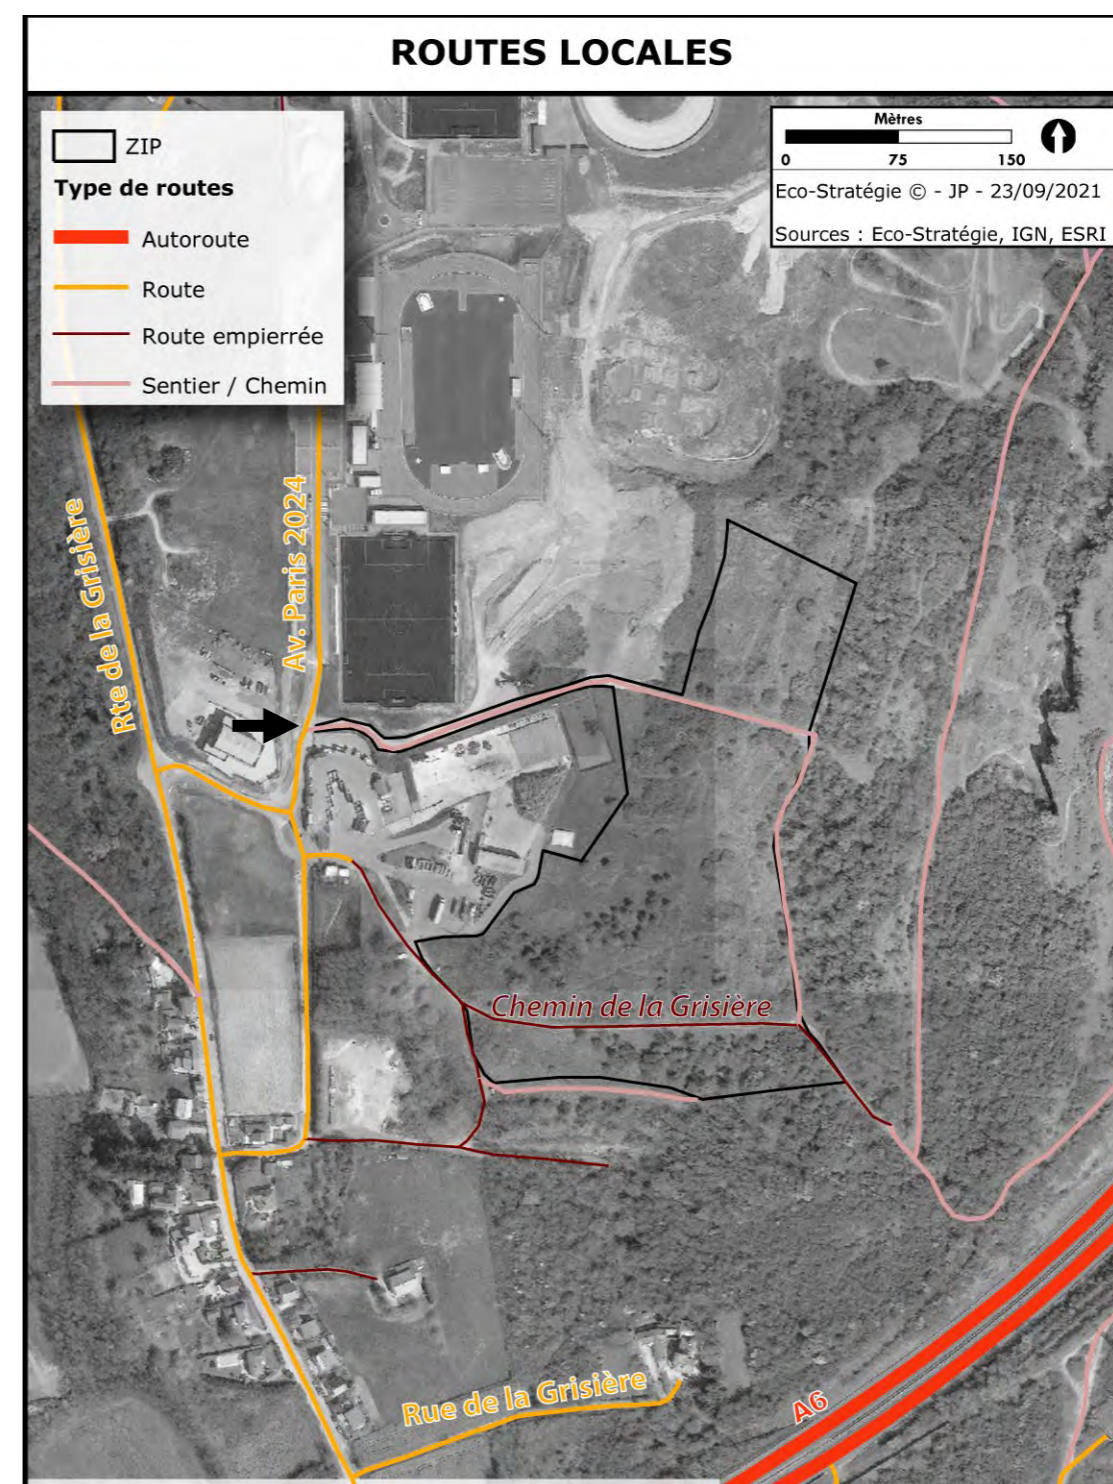 ROUTES LOCALES
ZIP
Type de routes
Autoroute
Route
Route empierrée
Sentier / Chemin
Mètres
0 75 150
Eco-Stratégie © - JP - 23/09/2021
Sources : Eco-Stratégie, IGN, ESRI
Rte de la Grisière
Av. Paris 2024
Chemin de la Grisière
Rue de la Grisière
A6